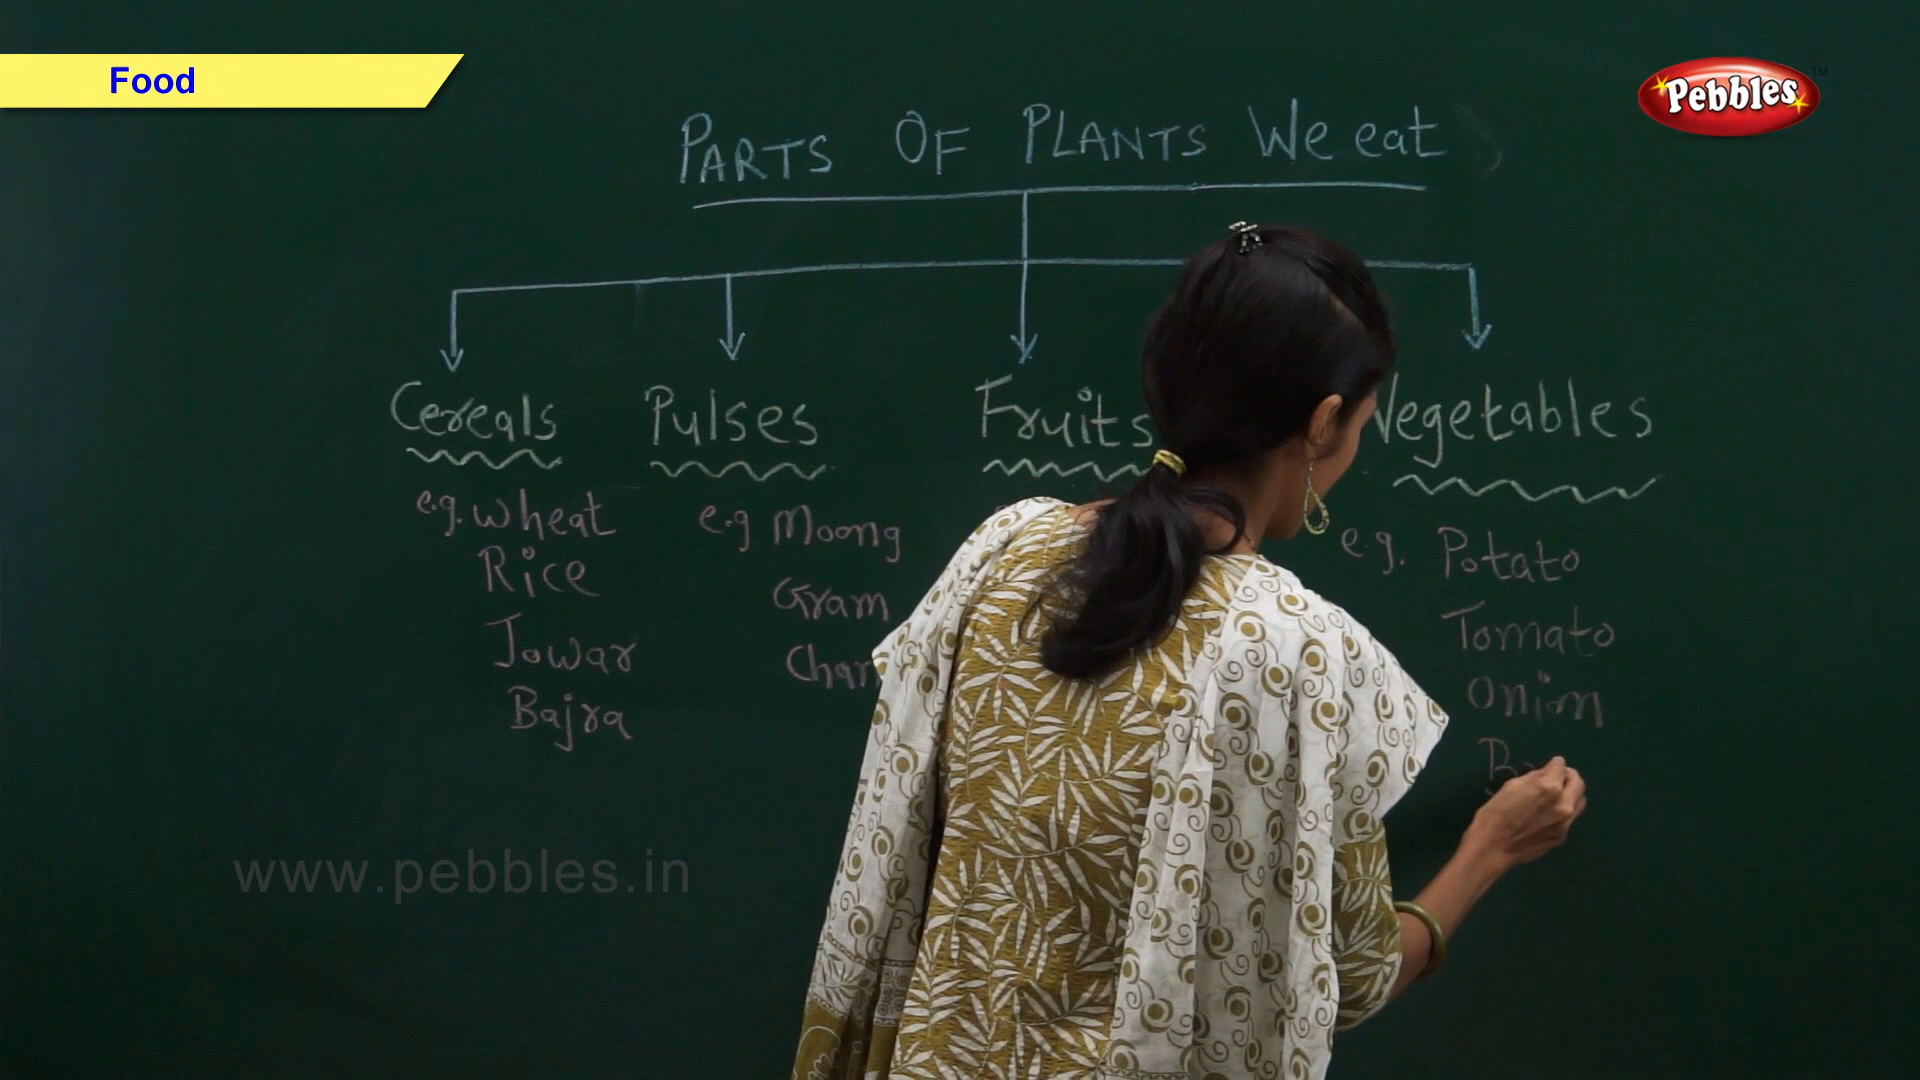 Food
Pebbles™
PARTS OF PLANTS We eat
Cereals Pulses Fruits Vegetables
e.g. wheat e.g Moong e.g. Potato
Rice Gram Tomato
Jowar Onion
Bajra
www.pebbles.in